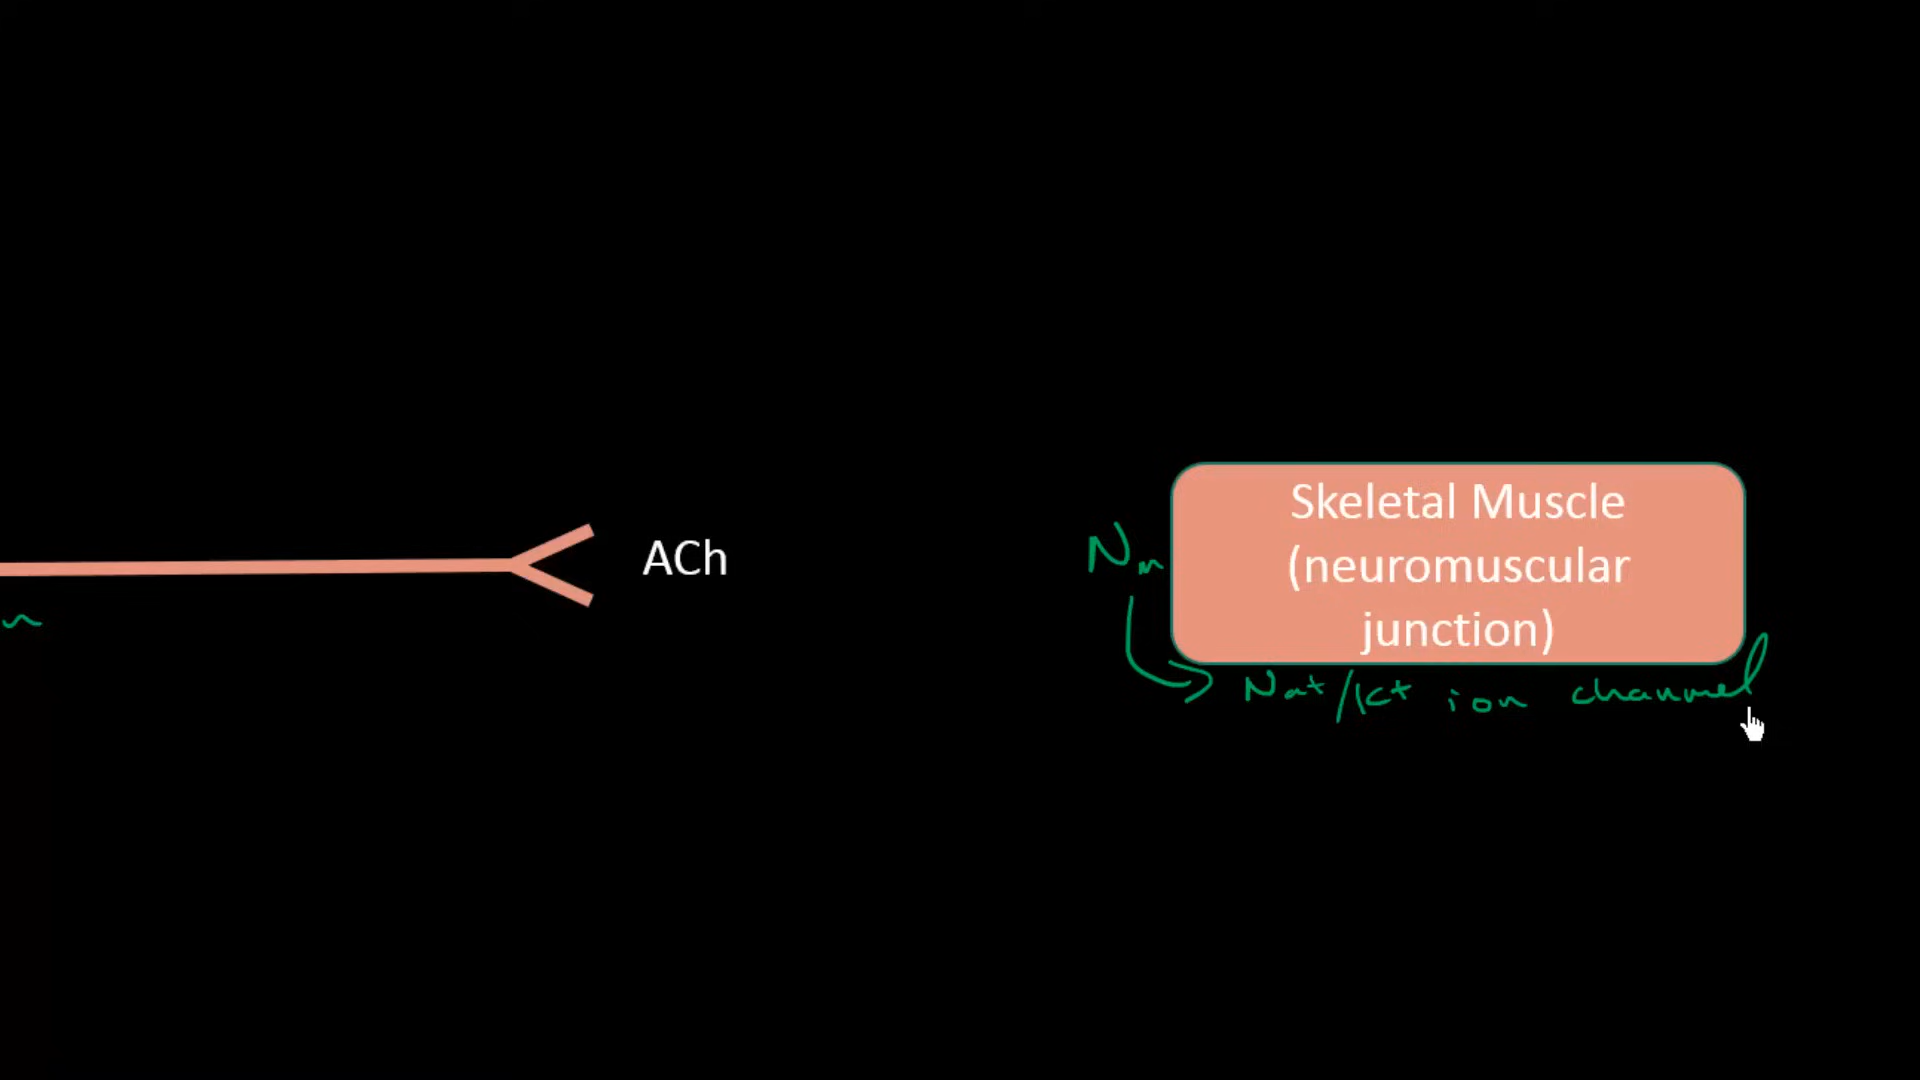 Skeletal Muscle
(neuromuscular
junction)
ACh
Nm
Na+/K+ ion channel